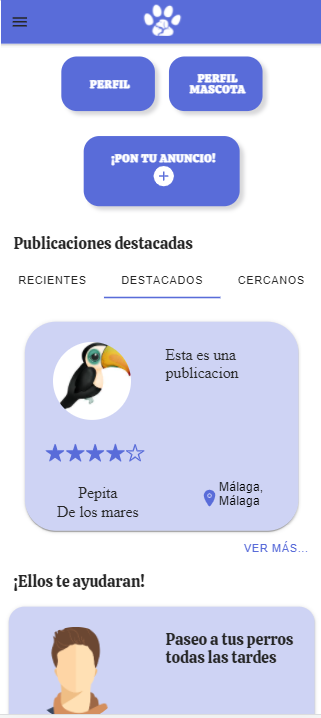 PERFIL
PERFIL
MASCOTA
¡PON TU ANUNCIO!
Publicaciones destacadas
RECIENTES
DESTACADOS
CERCANOS
Esta es una
publicacion
Pepita
De los mares
Málaga,
Málaga
VER MÁS...
¡Ellos te ayudaran!
Paseo a tus perros
todas las tardes